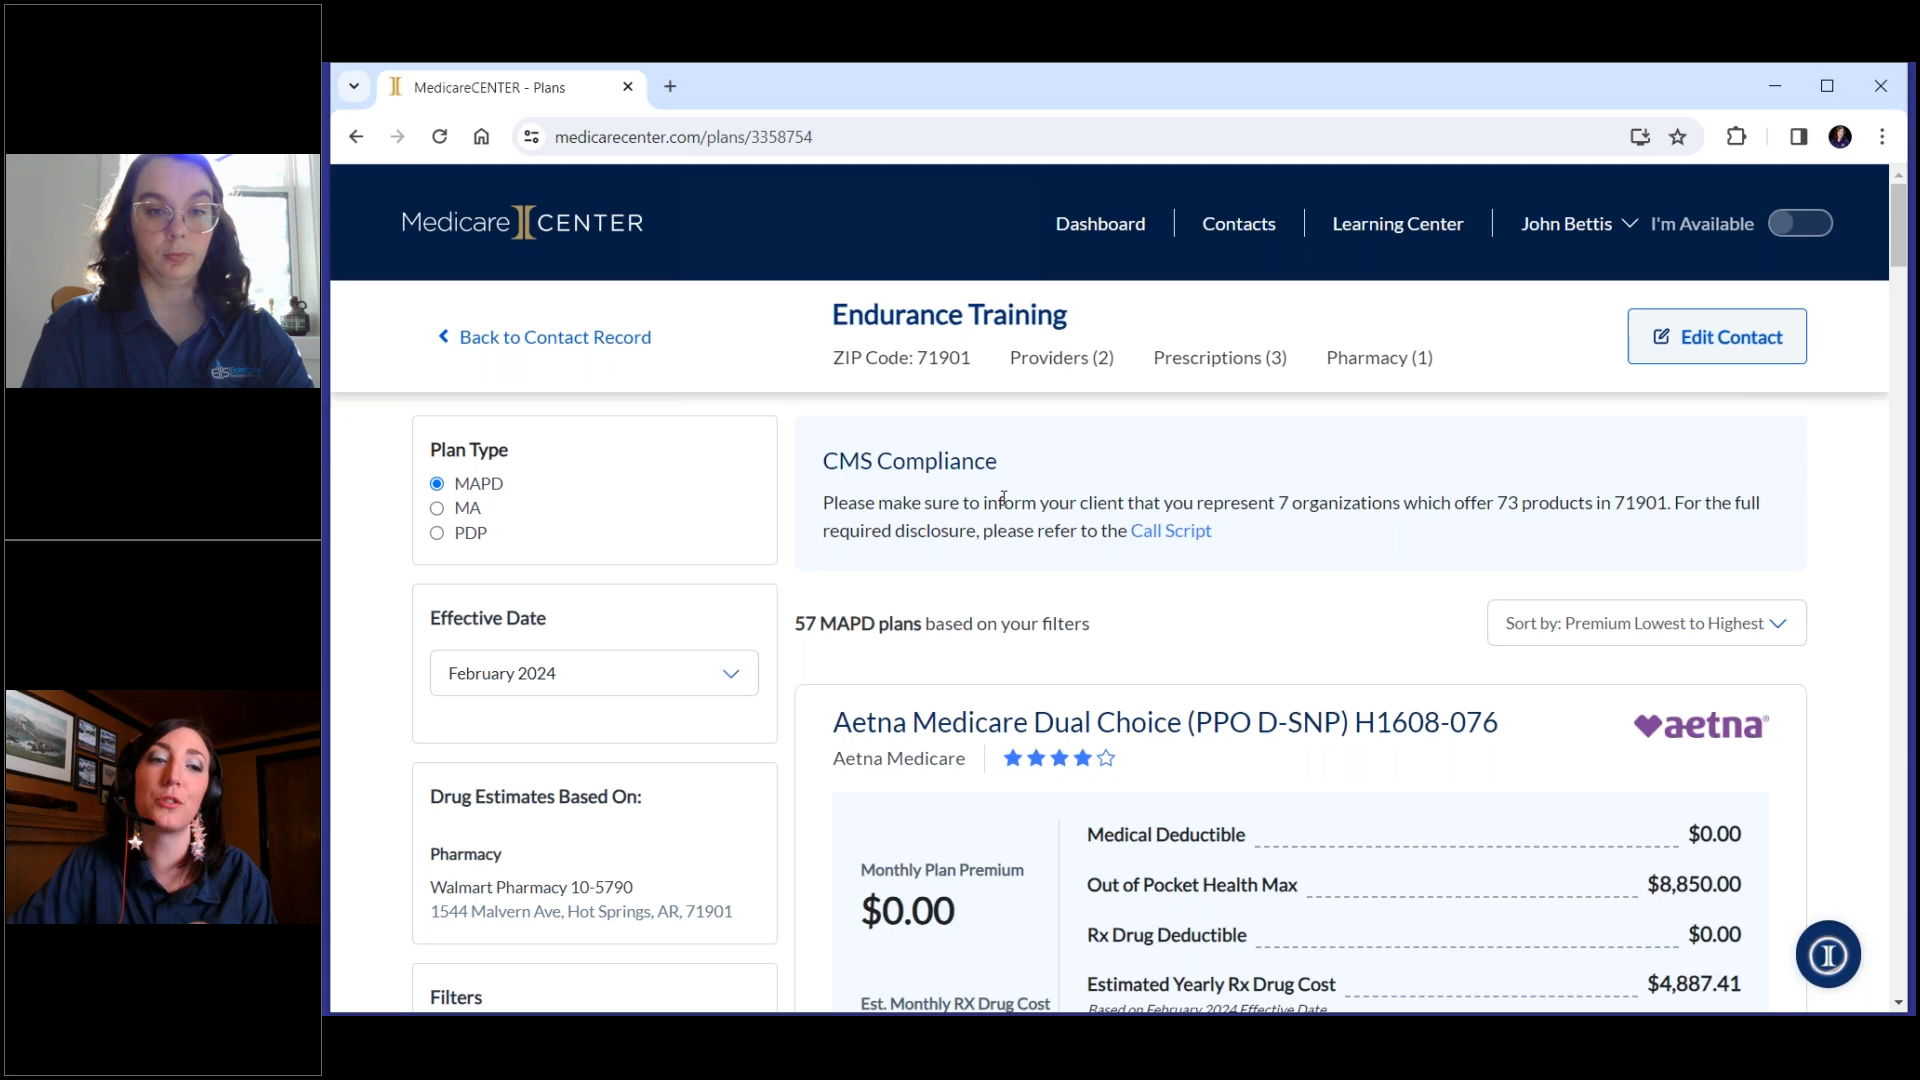 MedicareCENTER - Plans
medicarecenter.com/plans/3358754
Medicare CENTER
Dashboard
Contacts
Learning Center
John Bettis
I'm Available
Back to Contact Record
Endurance Training
ZIP Code: 71901
Providers (2)
Prescriptions (3)
Pharmacy (1)
Edit Contact
Plan Type
MAPD
MA
PDP
Effective Date
February 2024
Drug Estimates Based On:
Pharmacy
Walmart Pharmacy 10-5790
1544 Malvern Ave, Hot Springs, AR, 71901
Filters
CMS Compliance
Please make sure to inform your client that you represent 7 organizations which offer 73 products in 71901. For the full
required disclosure, please refer to the Call Script
57 MAPD plans based on your filters
Sort by: Premium Lowest to Highest
Aetna Medicare Dual Choice (PPO D-SNP) H1608-076
aetna®
Aetna Medicare
Monthly Plan Premium
$0.00
Est. Monthly RX Drug Cost
Medical Deductible $0.00
Out of Pocket Health Max $8,850.00
Rx Drug Deductible $0.00
Estimated Yearly Rx Drug Cost $4,887.41
Based on February 2024 Effective Date